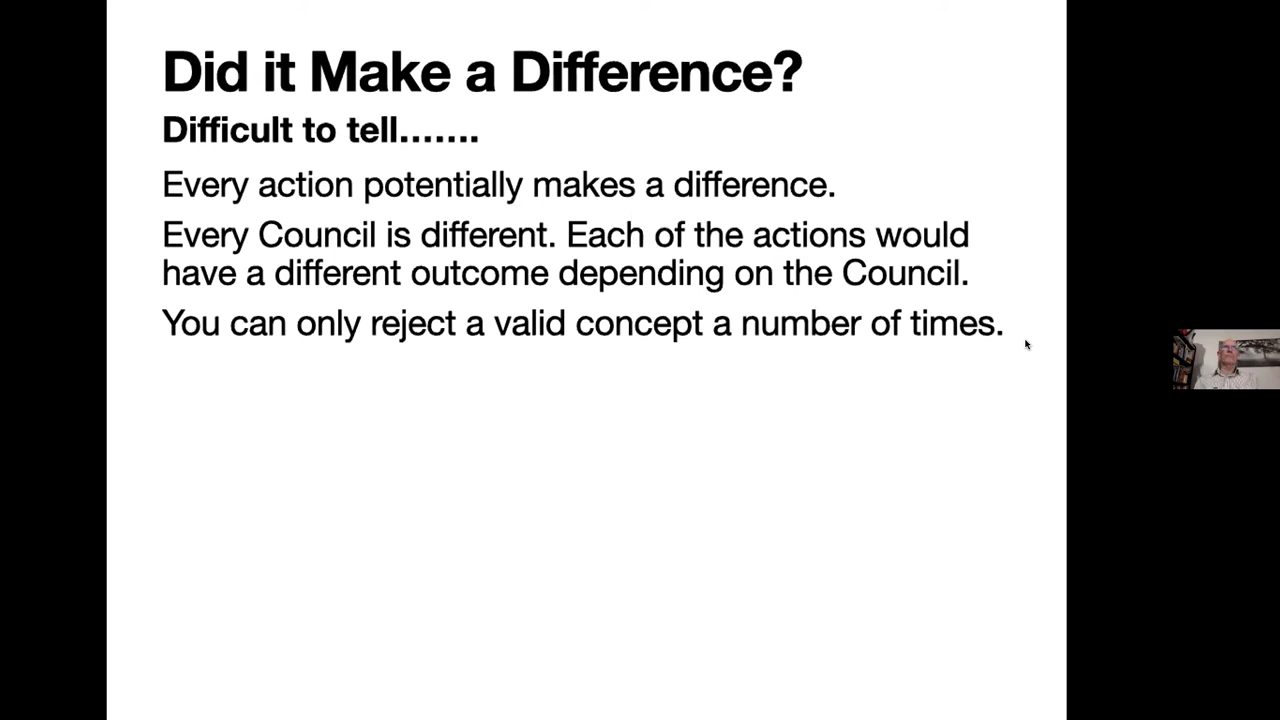 Did it Make a Difference?
Difficult to tell…….
Every action potentially makes a difference.
Every Council is different. Each of the actions would
have a different outcome depending on the Council.
You can only reject a valid concept a number of times.